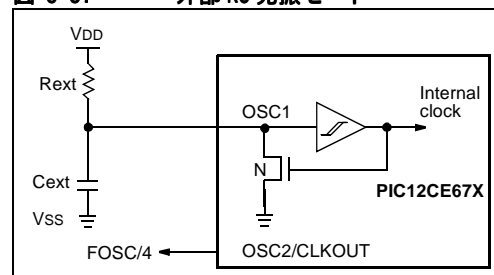 VDD
Rext
Internal
clock
OSC1
N
Cext
PIC12CE67X
VSS
FOSC/4
OSC2/CLKOUT